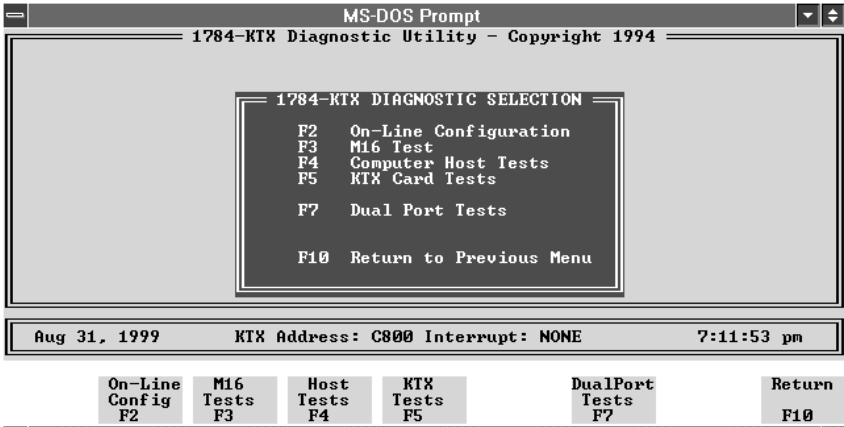 MS-DOS Prompt
1784-KTX Diagnostic Utility - Copyright 1994
1784-KTX DIAGNOSTIC SELECTION
F2 On-Line Configuration
F3 M16 Test
F4 Computer Host Tests
F5 KTX Card Tests
F7 Dual Port Tests
F10 Return to Previous Menu
Aug 31, 1999 KTX Address: C800 Interrupt: NONE 7:11:53 pm
On-Line M16 Host KTX DualPort Return
Config Tests Tests Tests Tests
F2 F3 F4 F5 F7 F10